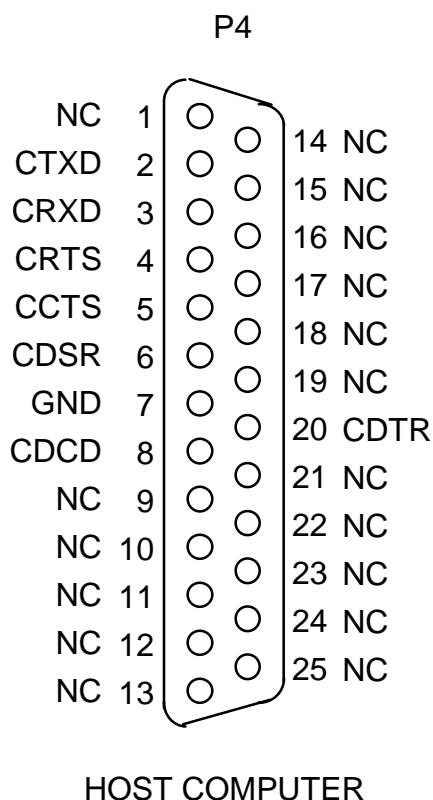 P4
NC 1
CTXD 2
CRXD 3
CRTS 4
CCTS 5
CDSR 6
GND 7
CDCD 8
NC 9
NC 10
NC 11
NC 12
NC 13
14 NC
15 NC
16 NC
17 NC
18 NC
19 NC
20 CDTR
21 NC
22 NC
23 NC
24 NC
25 NC
HOST COMPUTER